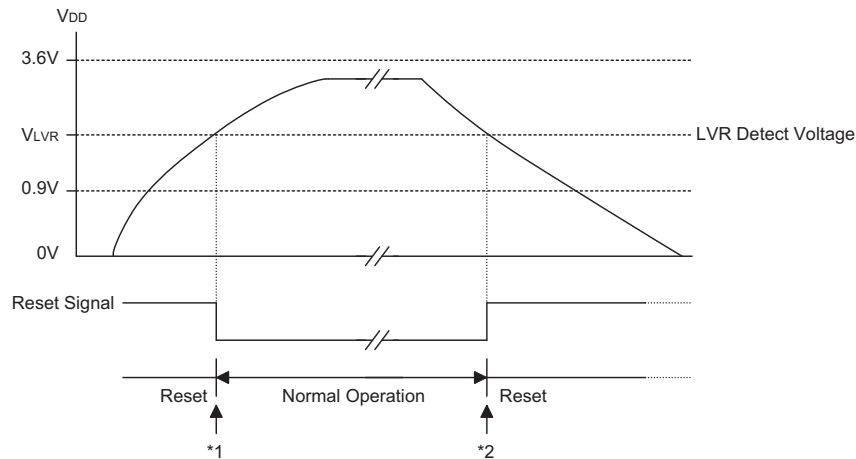 VDD
3.6V
VLVR
LVR Detect Voltage
0.9V
0V
Reset Signal
Reset
Normal Operation
Reset
*1
*2